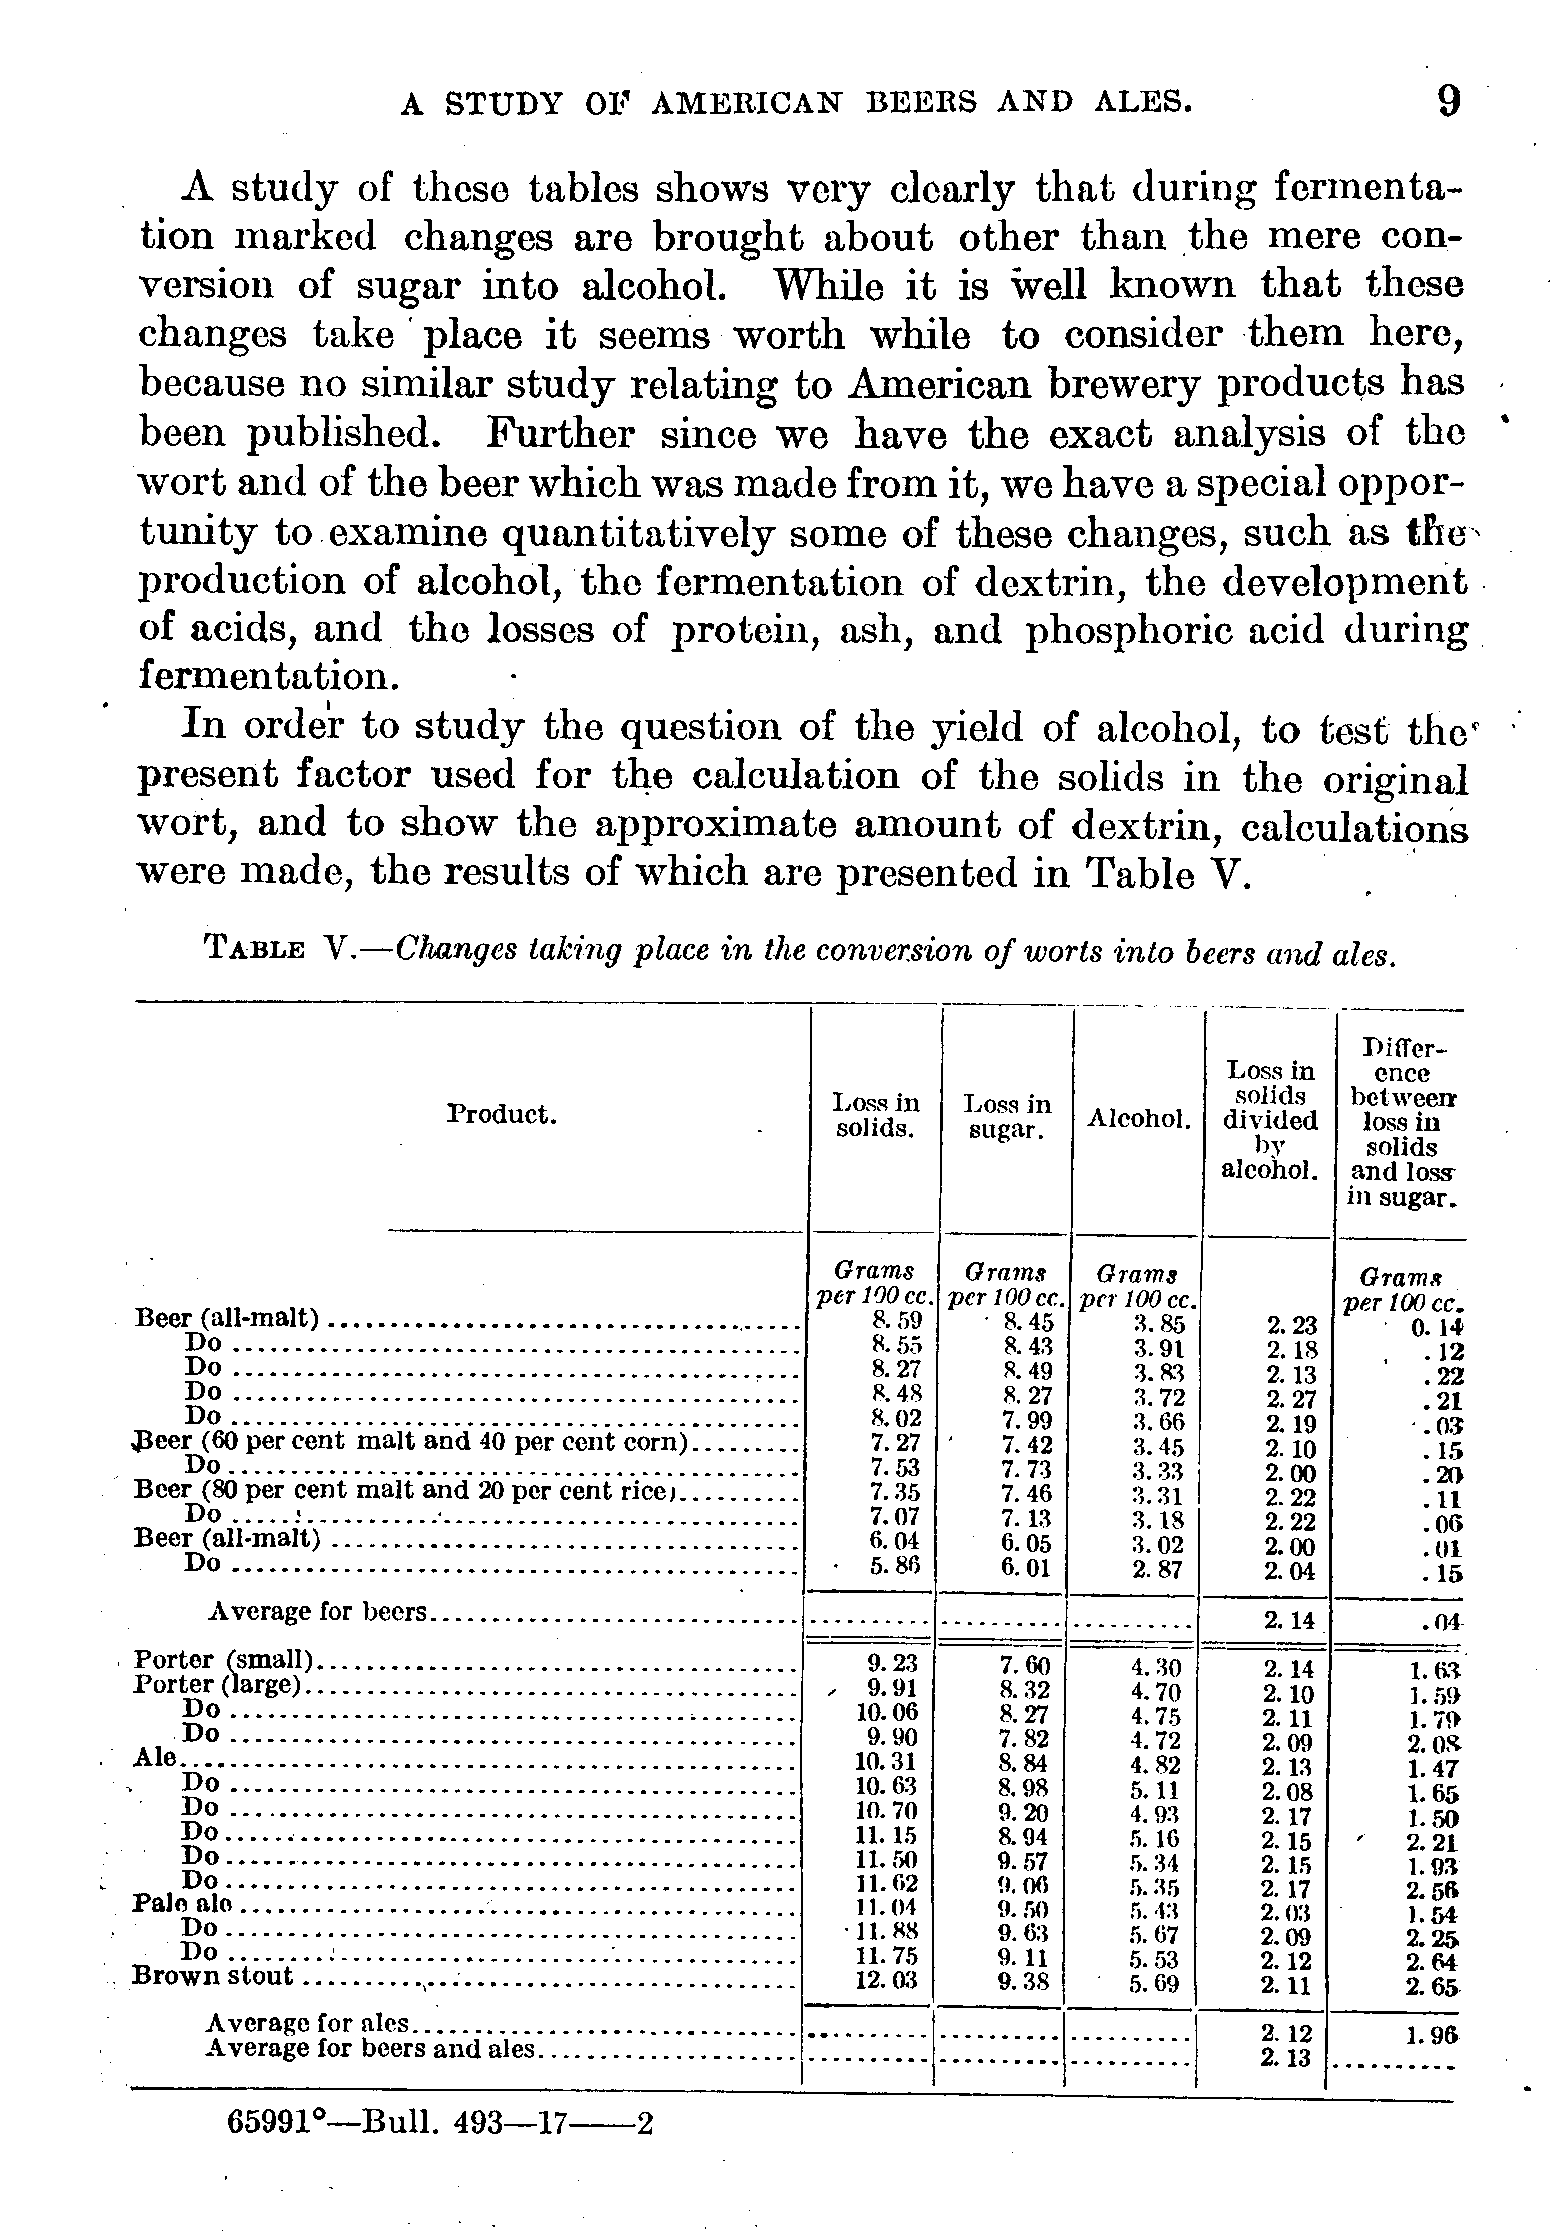 A STUDY OF AMERICAN BEERS AND ALES. 9
A study of these tables shows very clearly that during fermenta-
tion marked changes are brought about other than the mere con-
version of sugar into alcohol. While it is well known that these
changes take place it seems worth while to consider them here,
because no similar study relating to American brewery products has
been published. Further since we have the exact analysis of the
wort and of the beer which was made from it, we have a special oppor-
tunity to examine quantitatively some of these changes, such as the
production of alcohol, the fermentation of dextrin, the development
of acids, and the losses of protein, ash, and phosphoric acid during
fermentation.
In order to study the question of the yield of alcohol, to test the
present factor used for the calculation of the solids in the original
wort, and to show the approximate amount of dextrin, calculations
were made, the results of which are presented in Table V.
TABLE V.—Changes taking place in the conversion of worts into beers and ales.
Product.
Loss in
solids.
Loss in
sugar.
Alcohol.
Loss in
solids
divided
by
alcohol.
Differ-
ence
between
loss in
solids
and loss
in sugar.
Grams Grams Grams Grams
per 100 cc. per 100 cc. per 100 cc. per 100 cc.
Beer (all-malt) 8.59 8.45 3.85 2.23 0.14
Do 8.55 8.43 3.91 2.18 .12
Do 8.27 8.49 3.83 2.13 .22
Do 8.48 8.27 3.72 2.27 .21
Do 8.02 7.99 3.66 2.19 .03
Beer (60 per cent malt and 40 per cent corn) 7.27 7.42 3.45 2.10 .15
Do 7.53 7.73 3.33 2.00 .20
Beer (80 per cent malt and 20 per cent rice) 7.35 7.46 3.31 2.22 .11
Do 7.07 7.13 3.18 2.22 .06
Beer (all-malt) 6.04 6.05 3.02 2.00 .01
Do 5.86 6.01 2.87 2.04 .15
Average for beers 2.14 .04
Porter (small) 9.23 7.60 4.30 2.14 1.63
Porter (large) 9.91 8.32 4.70 2.10 1.59
Do 10.06 8.27 4.75 2.11 1.79
Do 9.90 7.82 4.72 2.09 2.08
Ale 10.31 8.84 4.82 2.13 1.47
Do 10.63 8.98 5.11 2.08 1.65
Do 10.70 9.20 4.93 2.17 1.50
Do 11.15 8.94 5.16 2.15 2.21
Do 11.50 9.57 5.34 2.15 1.93
Do 11.62 9.06 5.35 2.17 2.56
Pale ale 11.04 9.50 5.43 2.03 1.54
Do 11.88 9.63 5.67 2.09 2.25
Do 11.75 9.11 5.53 2.12 2.64
Brown stout 12.03 9.38 5.69 2.11 2.65
Average for ales 2.12 1.96
Average for beers and ales 2.13
65991°—Bull. 493—17——2